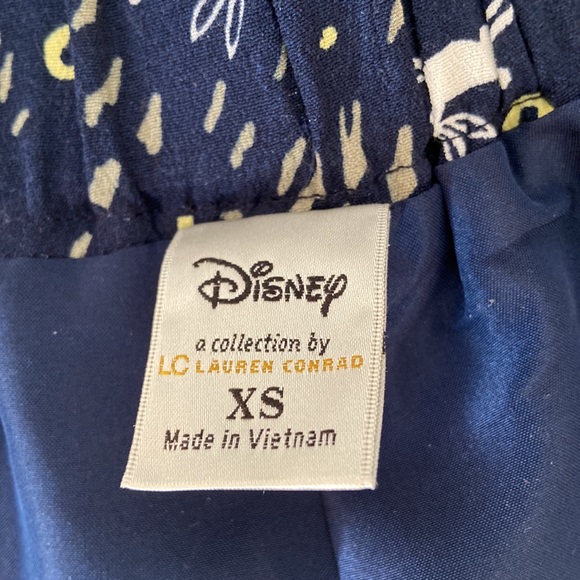 Disney
a collection by
LC LAUREN CONRAD
XS
Made in Vietnam